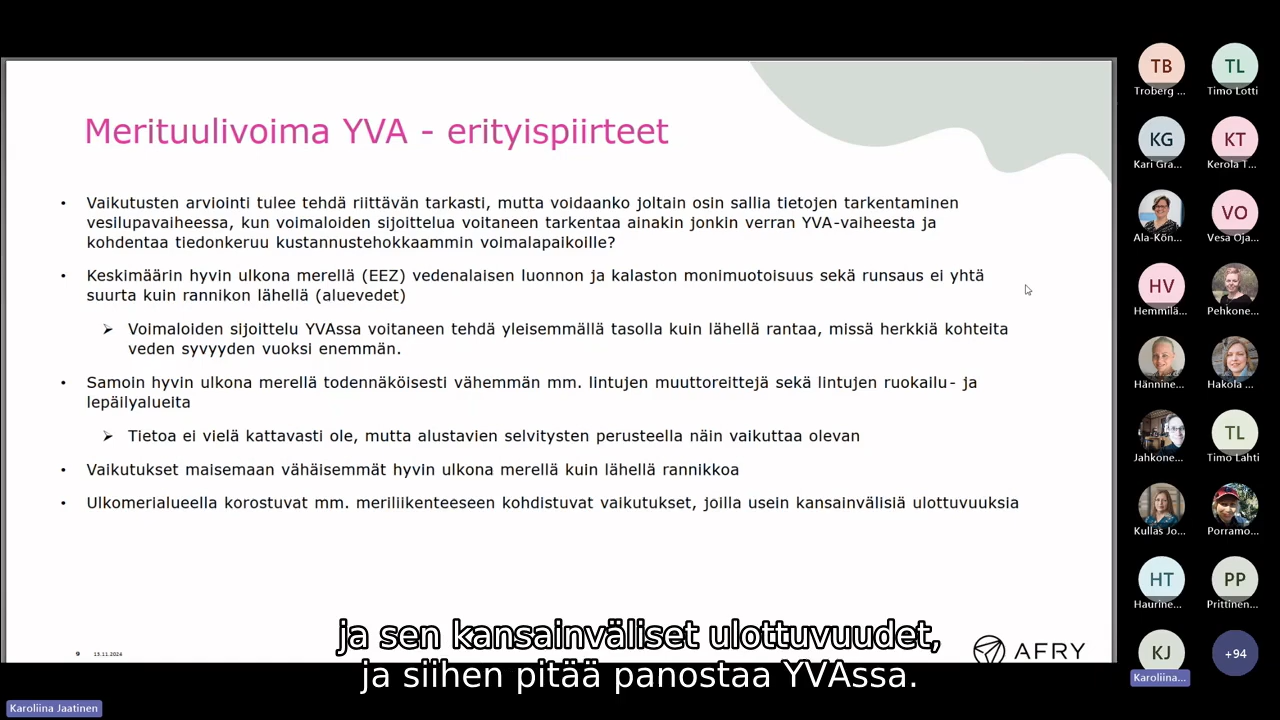 Merituulivoima YVA - erityispiirteet
• Vaikutusten arviointi tulee tehdä riittävän tarkasti, mutta voidaanko joltain osin sallia tietojen tarkentaminen
vesilupavaiheessa, kun voimaloiden sijoittelua voitaneen tarkentaa ainakin jonkin verran YVA-vaiheesta ja
kohdentaa tiedonkeruu kustannustehokkaammin voimalapaikoille?
• Keskimäärin hyvin ulkona merellä (EEZ) vedenalaisen luonnon ja kalaston monimuotoisuus sekä runsaus ei yhtä
suurta kuin rannikon lähellä (aluevedet)
➢ Voimaloiden sijoittelu YVAssa voitaneen tehdä yleisemmällä tasolla kuin lähellä rantaa, missä herkkiä kohteita
veden syvyyden vuoksi enemmän.
• Samoin hyvin ulkona merellä todennäköisesti vähemmän mm. lintujen muuttoreittejä sekä lintujen ruokailu- ja
lepäilyalueita
➢ Tietoa ei vielä kattavasti ole, mutta alustavien selvitysten perusteella näin vaikuttaa olevan
• Vaikutukset maisemaan vähäisemmät hyvin ulkona merellä kuin lähellä rannikkoa
• Ulkomerialueella korostuvat mm. meriliikenteeseen kohdistuvat vaikutukset, joilla usein kansainvälisiä ulottuvuuksia
9 13.11.2024
AFRY
ja sen kansainväliset ulottuvuudet,
ja siihen pitää panostaa YVAssa.
Karoliina Jaatinen
TB TL
Troberg ... Timo Lotti
KG KT
Kari Gra... Kerola T...
VO
Ala-Kön... Vesa Oja...
HV
Hemmilä... Pehkone...
Hännine... Hakola ...
TL
Jahkone... Timo Lahti
Kullas Jo... Porramo...
HT PP
Haurine... Prittinen...
KJ +94
Karoliina...